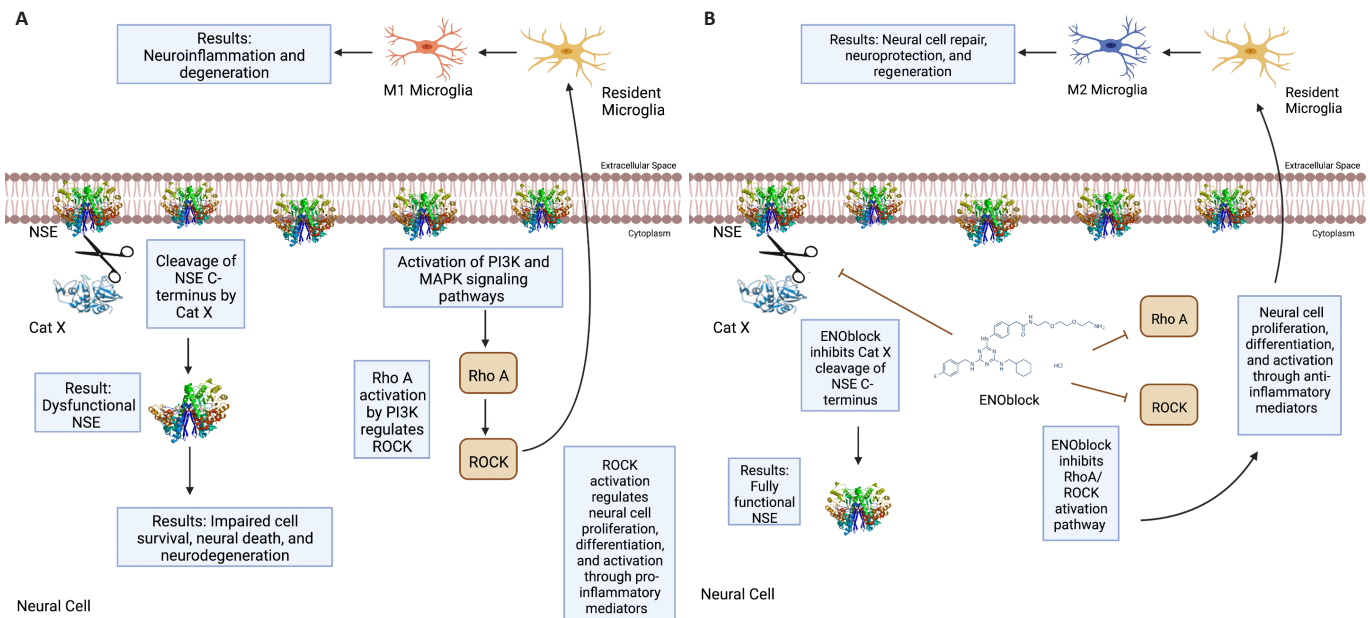 A
Results:
Neuroinflammation and
degeneration
M1 Microglia
Resident
Microglia
Extracellular Space
NSE
Cytoplasm
Cleavage of
NSE C-
terminus by
Cat X
Cat X
Activation of PI3K and
MAPK signaling
pathways
Result:
Dysfunctional
NSE
Rho A
activation
by PI3K
regulates
ROCK
Rho A
ROCK
ROCK
activation
regulates
neural cell
proliferation,
differentiation,
and activation
through pro-
inflammatory
mediators
Results: Impaired cell
survival, neural death, and
neurodegeneration
Neural Cell
B
Results: Neural cell repair,
neuroprotection, and
regeneration
M2 Microglia
Resident
Microglia
Extracellular Space
NSE
Cytoplasm
Cat X
ENOblock
inhibits Cat X
cleavage of
NSE C-
terminus
H
N
O
O
O
NH₂
HN
N
N
N
N
H
N
H
F
HCl
ENOblock
Rho A
ROCK
Neural cell
proliferation,
differentiation,
and activation
through anti-
inflammatory
mediators
ENOblock
inhibits
RhoA/
ROCK
ativation
pathway
Results:
Fully
functional
NSE
Neural Cell